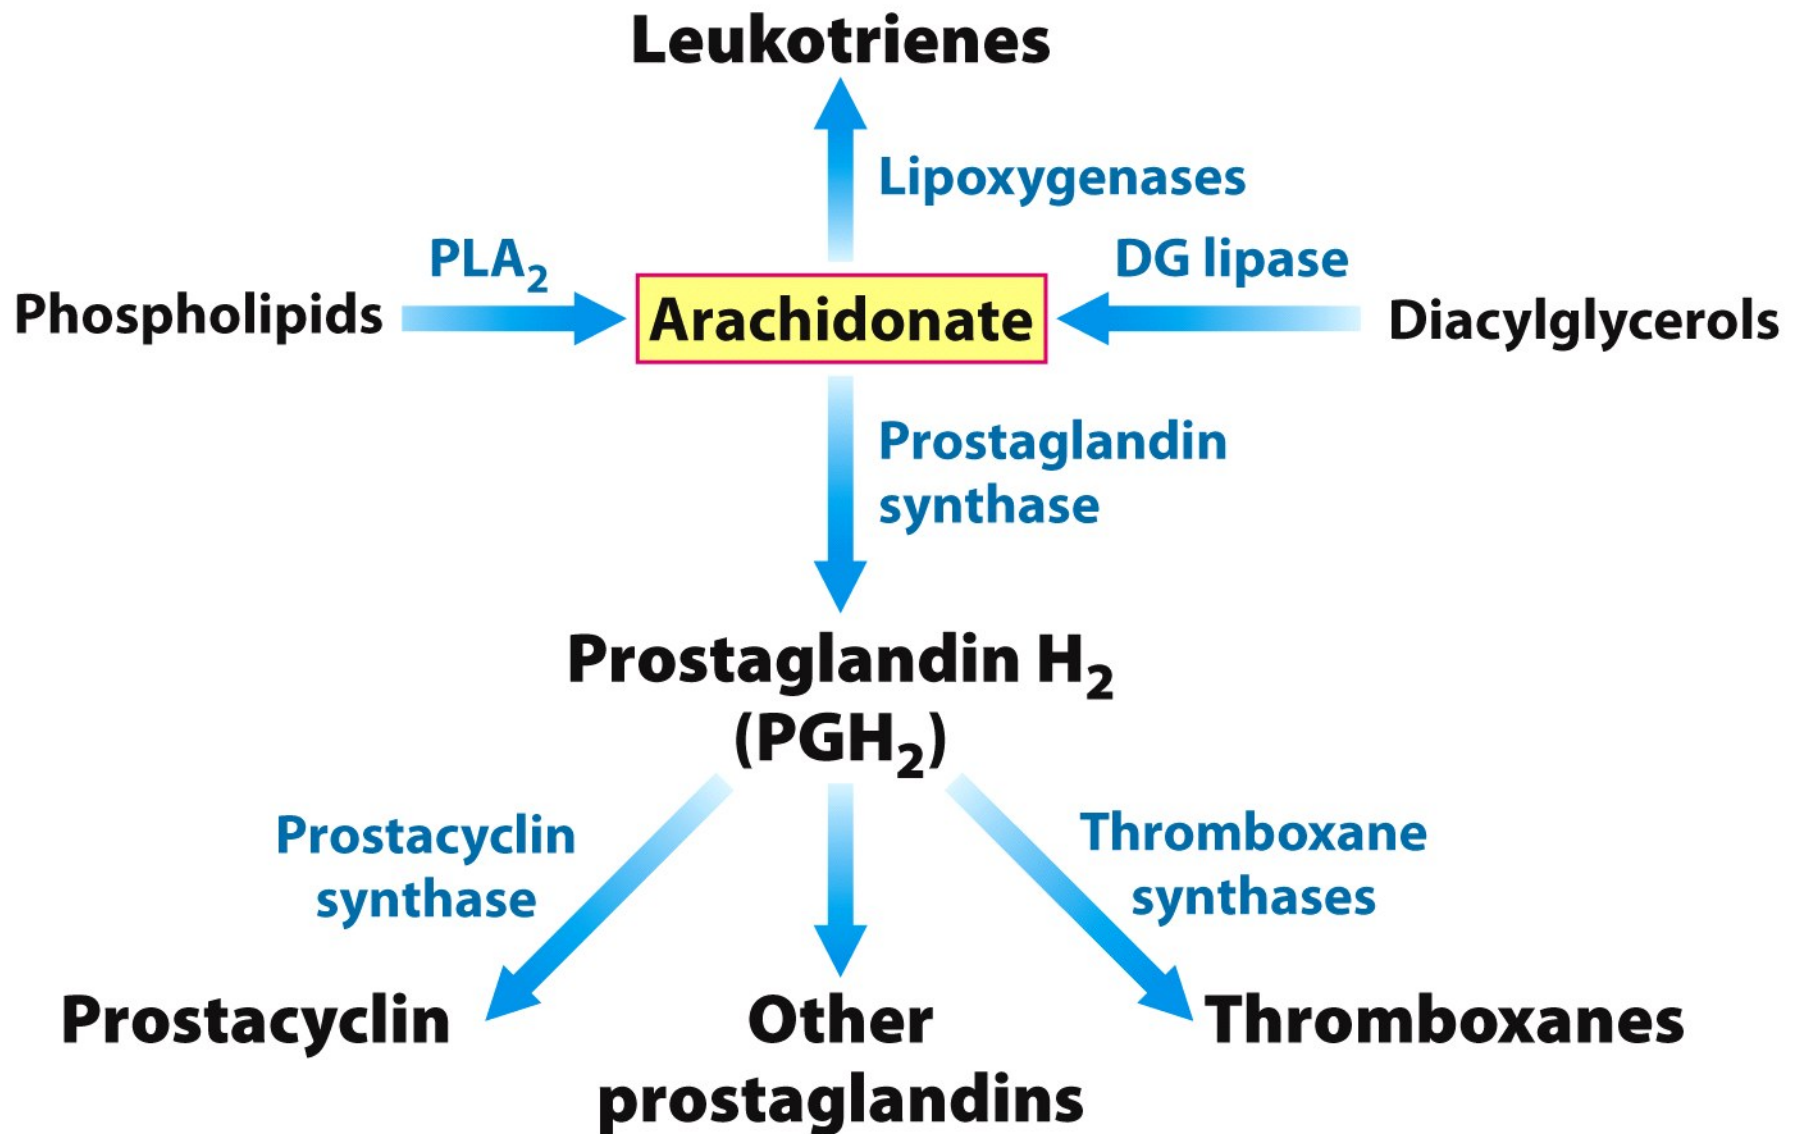 Leukotrienes
Lipoxygenases
PLA₂
DG lipase
Phospholipids
Arachidonate
Diacylglycerols
Prostaglandin
synthase
Prostaglandin H₂
(PGH₂)
Prostacyclin
synthase
Thromboxane
synthases
Prostacyclin
Other
prostaglandins
Thromboxanes